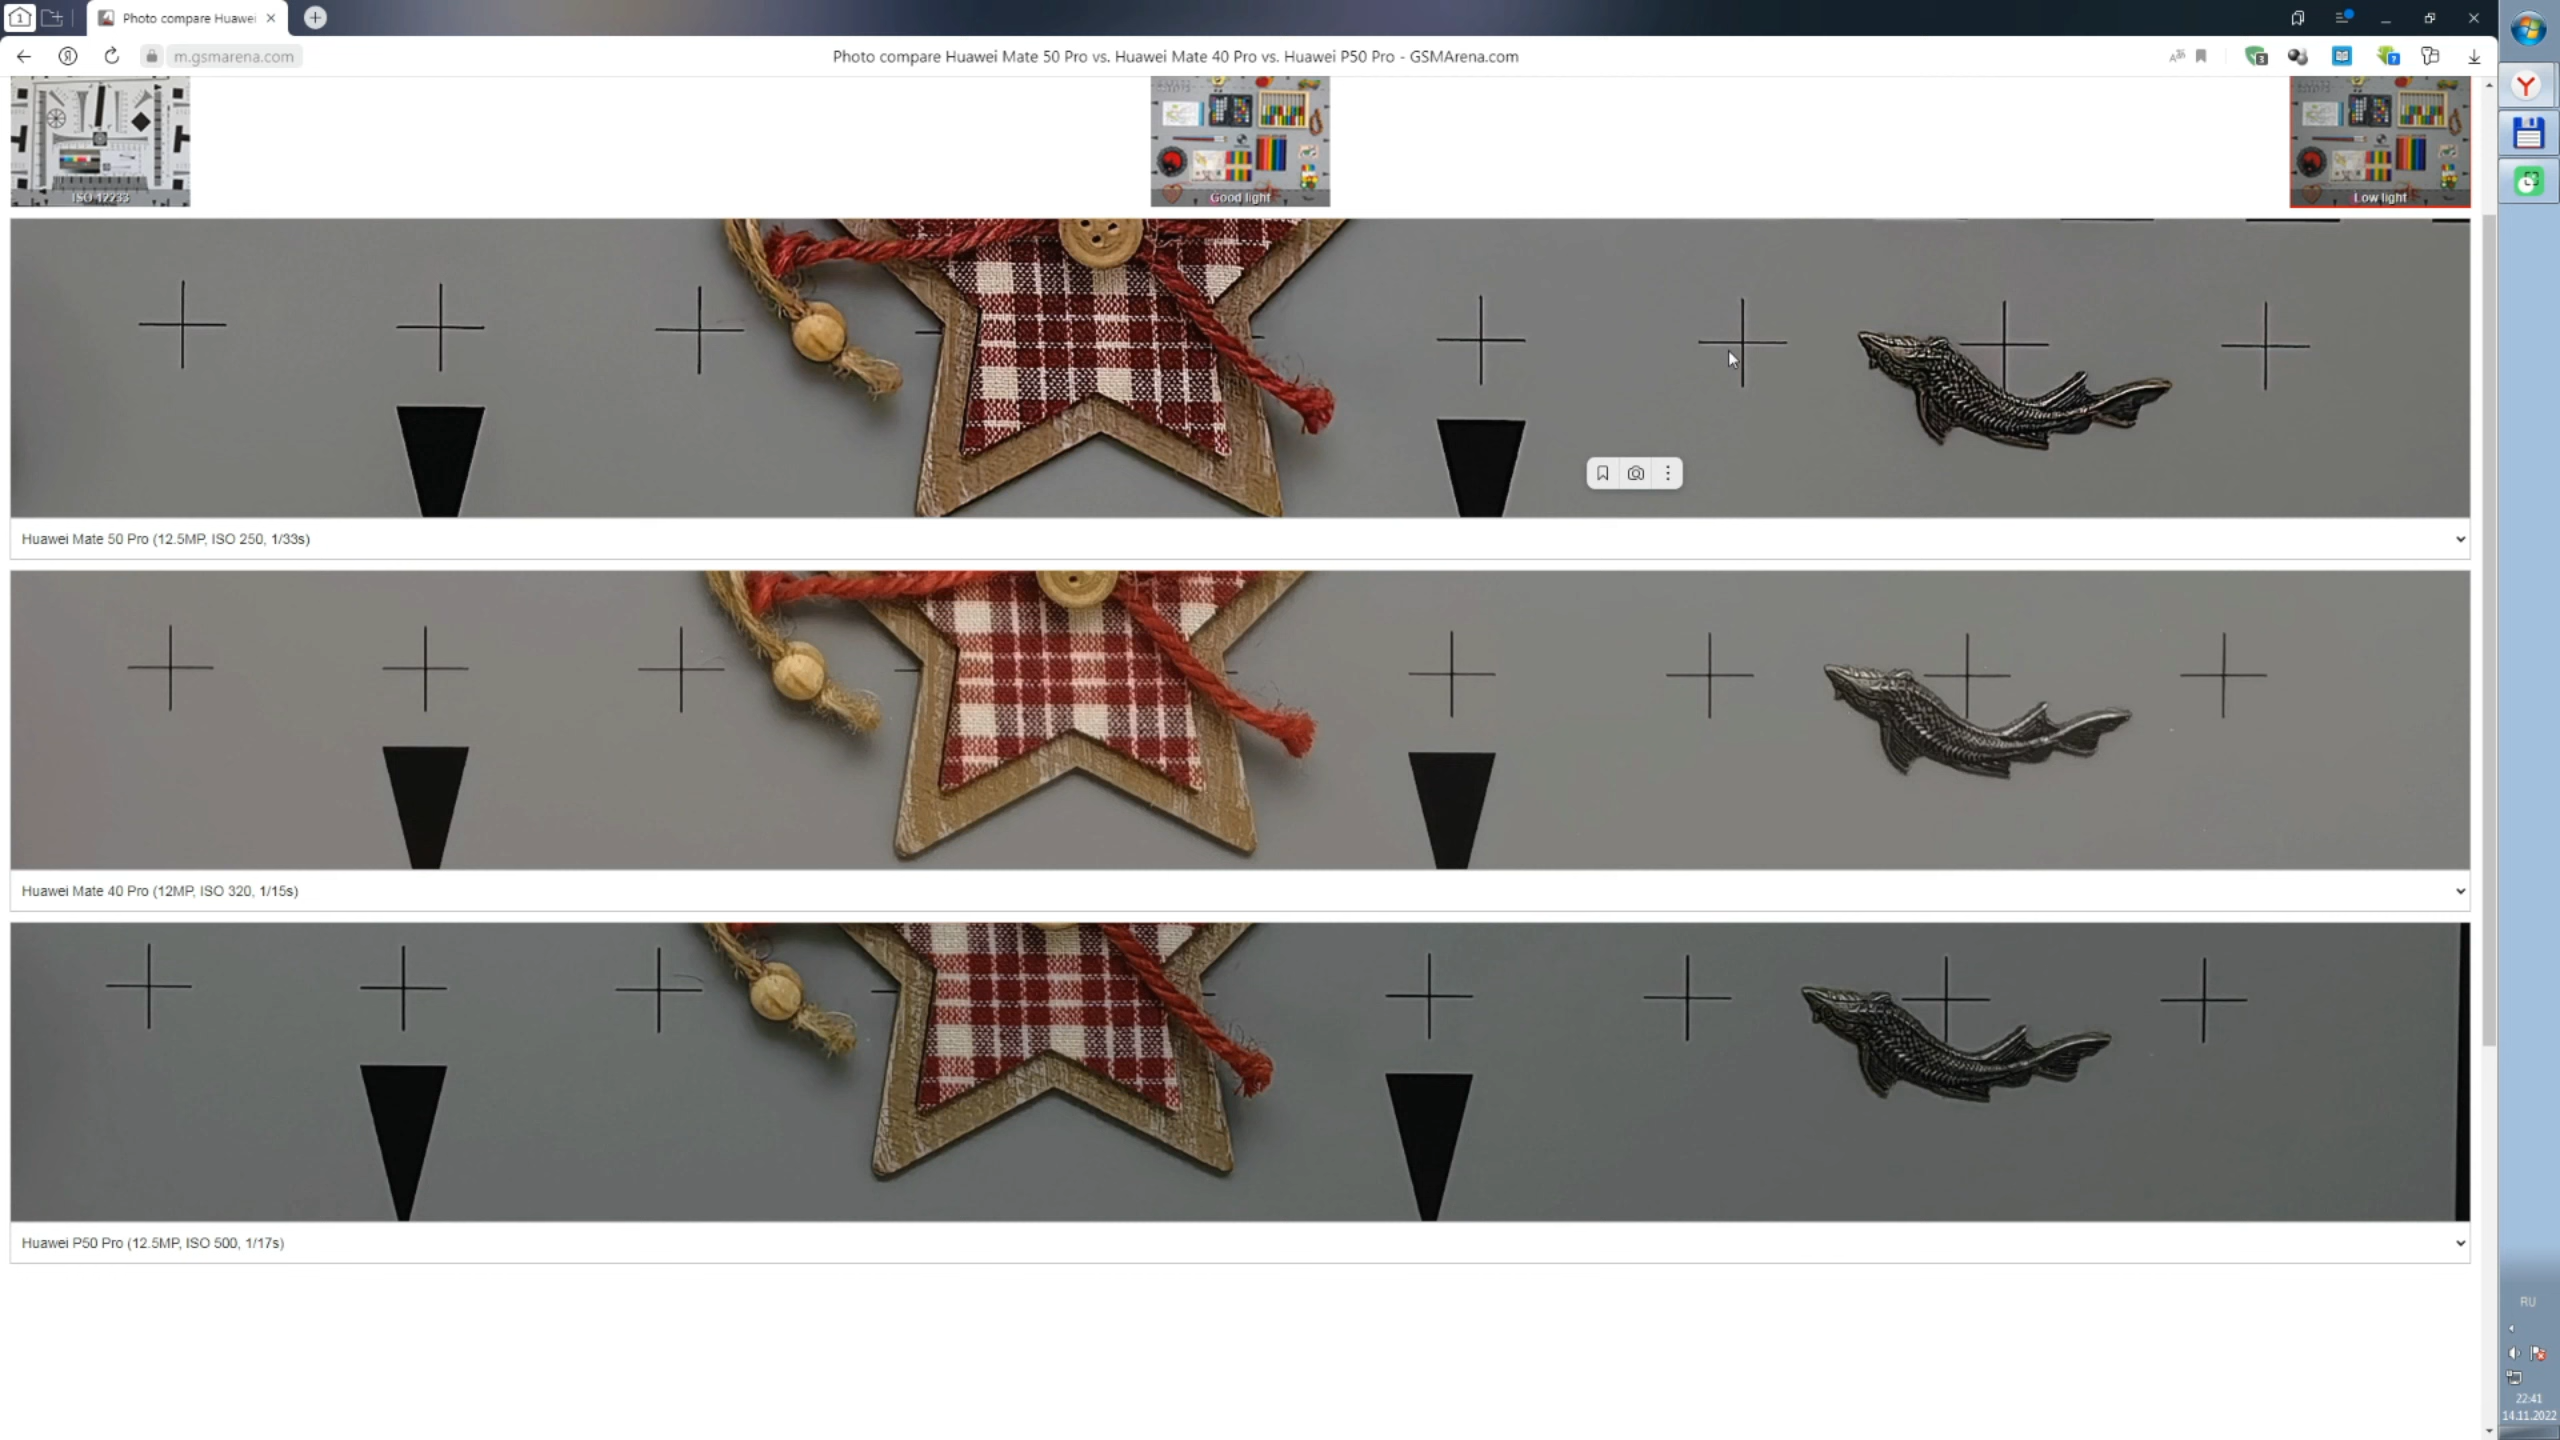 1
Photo compare Huawei
m.gsmarena.com
Photo compare Huawei Mate 50 Pro vs. Huawei Mate 40 Pro vs. Huawei P50 Pro - GSMArena.com
ISO 12233
Good light
Low light
Huawei Mate 50 Pro (12.5MP, ISO 250, 1/33s)
Huawei Mate 40 Pro (12MP, ISO 320, 1/15s)
Huawei P50 Pro (12.5MP, ISO 500, 1/17s)
RU
22:41
14.11.2022